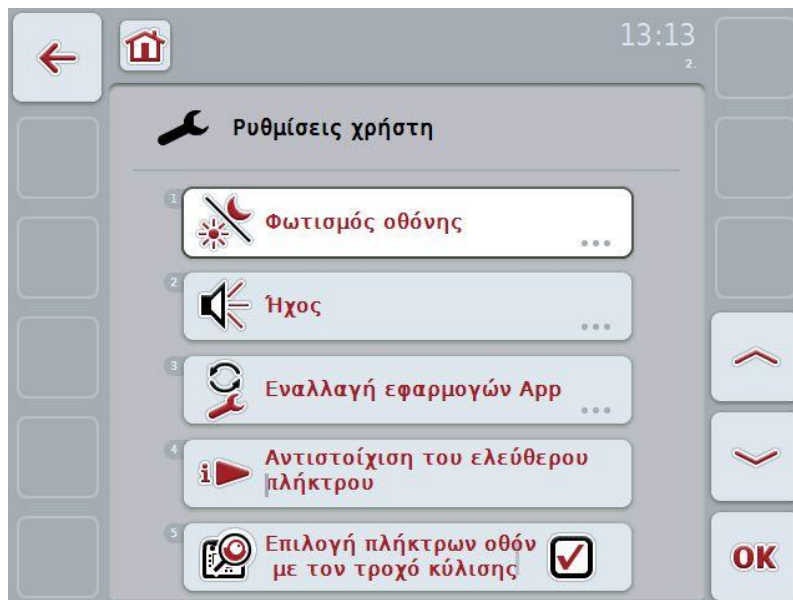 13:13
2.
Ρυθμίσεις χρήστη
1
Φωτισμός οθόνης
2
Ήχος
3
Εναλλαγή εφαρμογών App
4
Αντιστοίχιση του ελεύθερου
πλήκτρου
i
5
Επιλογή πλήκτρων οθόν
με τον τροχό κύλισης
OK